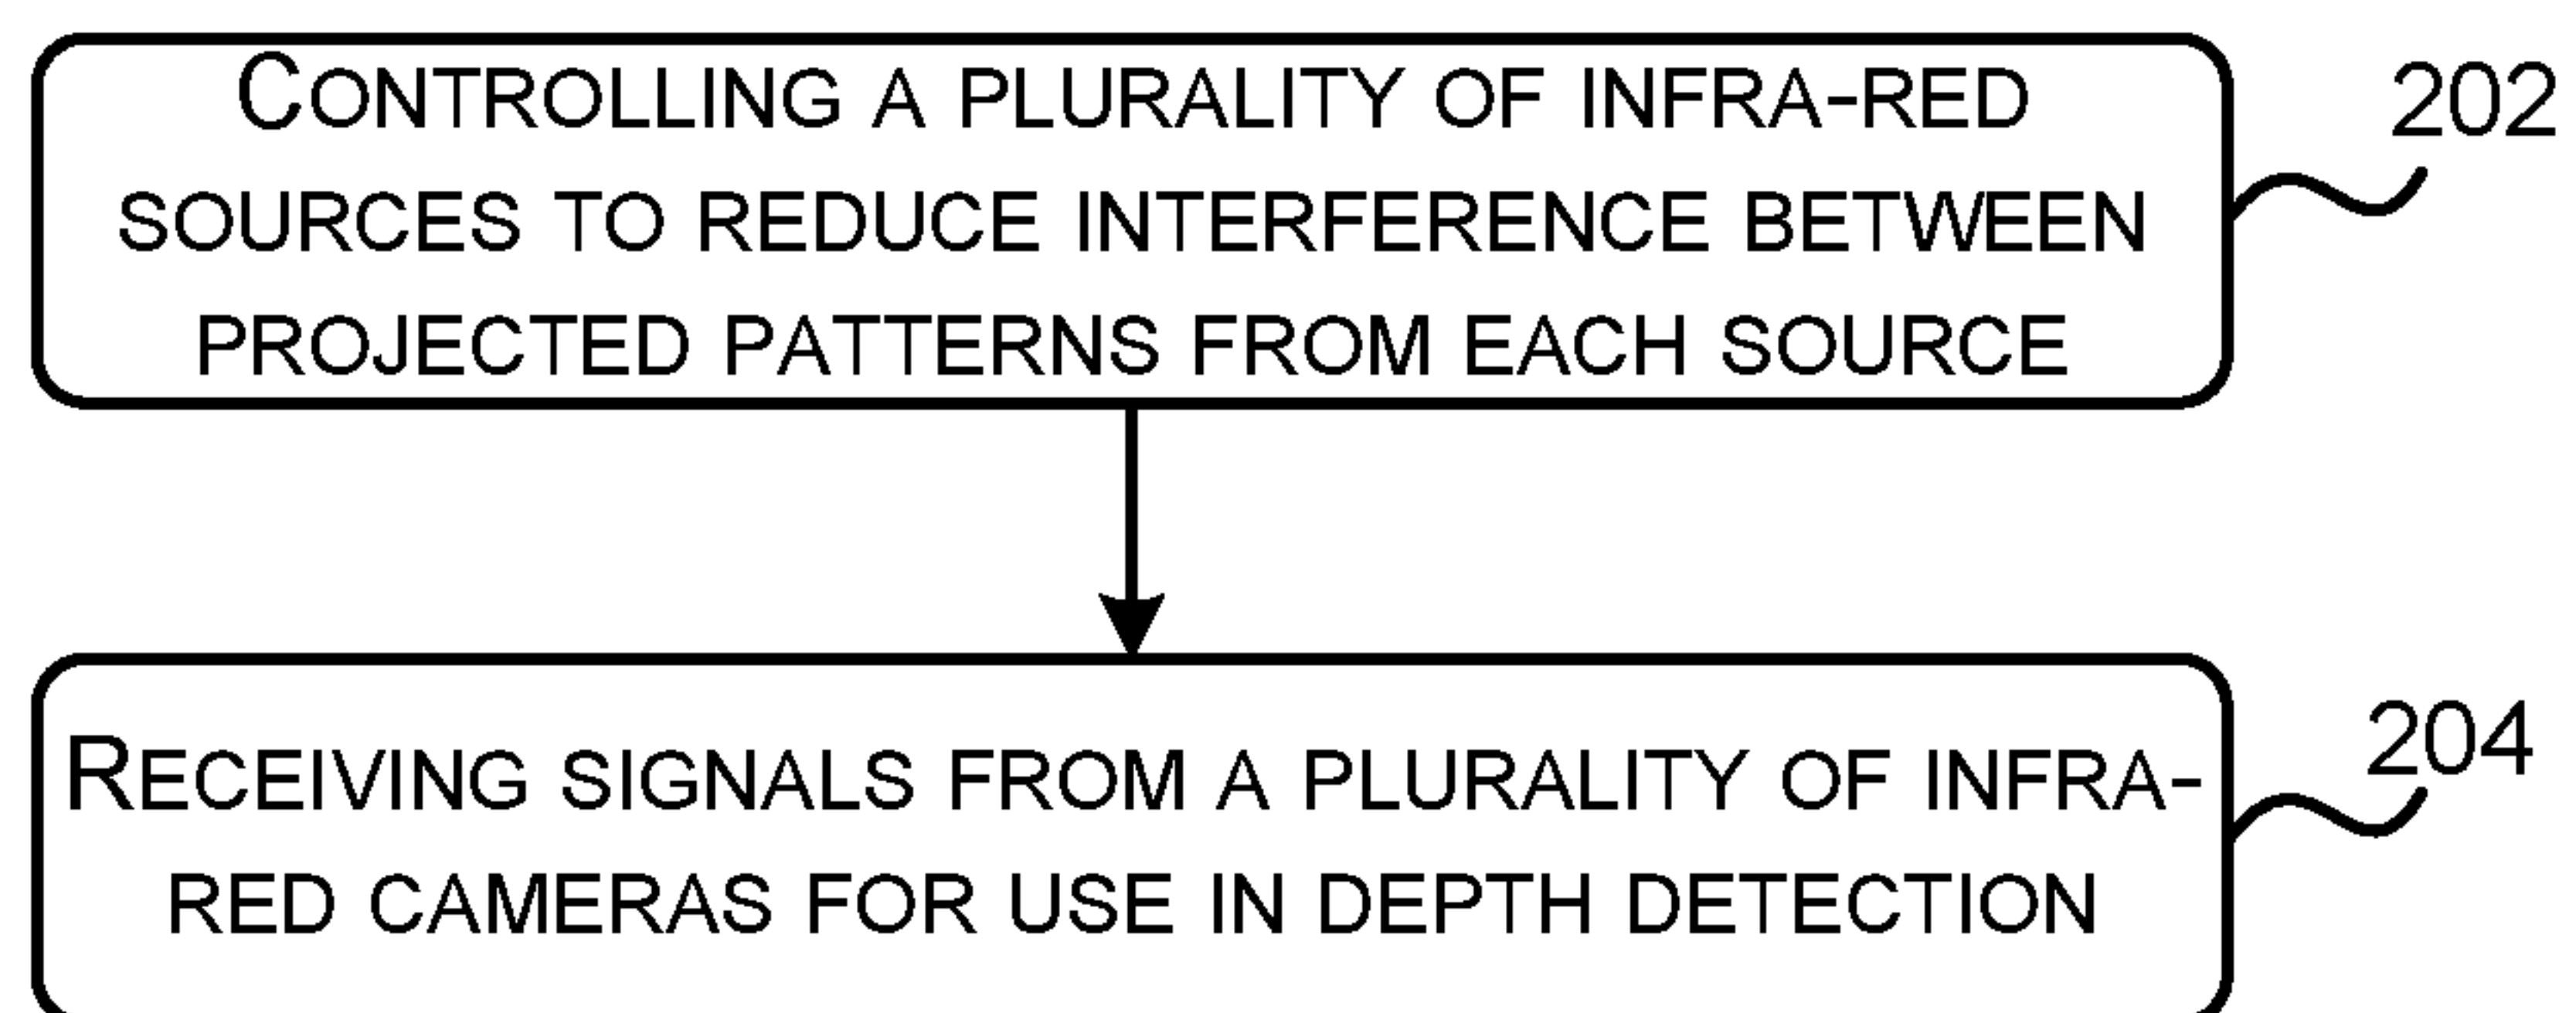 CONTROLLING A PLURALITY OF INFRA-RED
SOURCES TO REDUCE INTERFERENCE BETWEEN
PROJECTED PATTERNS FROM EACH SOURCE
202
RECEIVING SIGNALS FROM A PLURALITY OF INFRA-
RED CAMERAS FOR USE IN DEPTH DETECTION
204